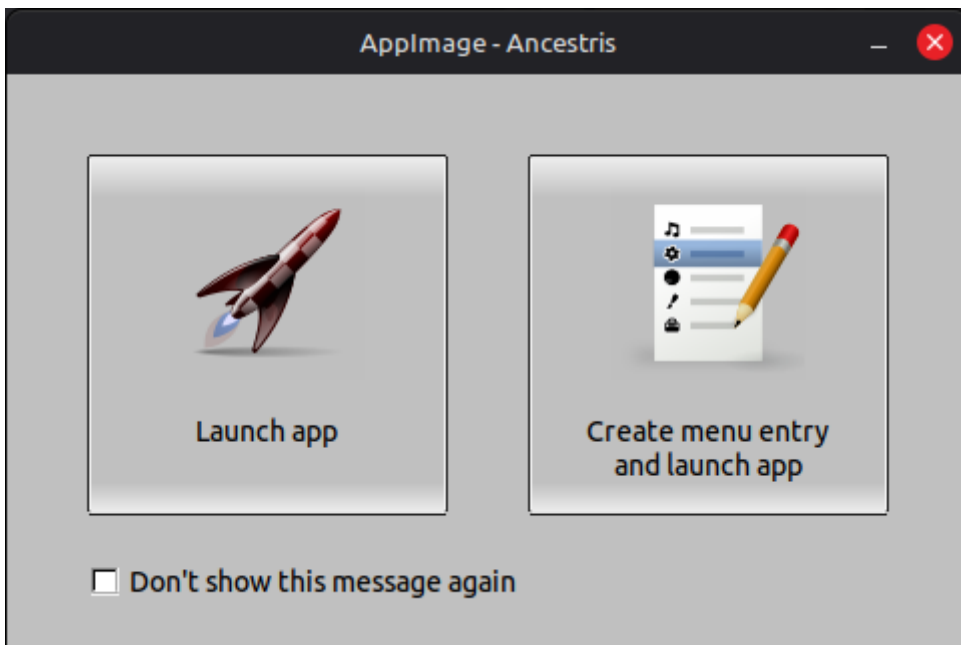 AppImage - Ancestris
Launch app
Create menu entry
and launch app
Don't show this message again